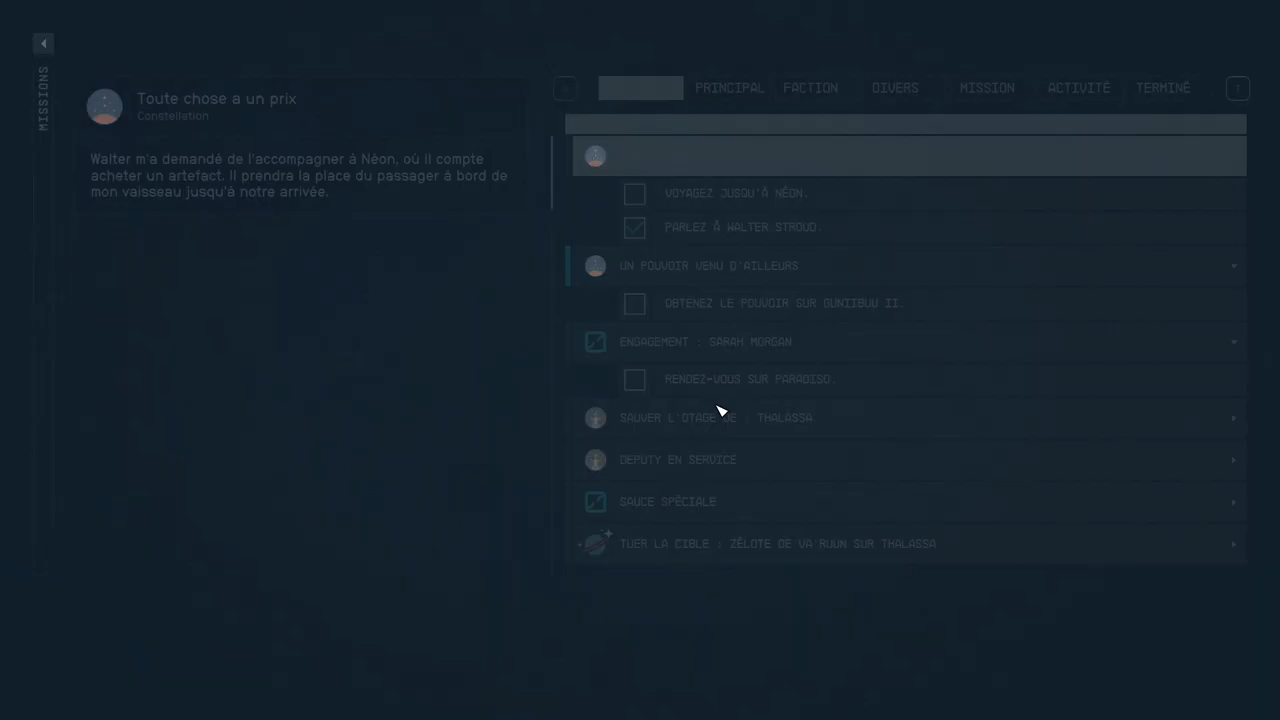 MISSIONS
Toute chose a un prix
Constellation
Walter m'a demandé de l'accompagner à Néon, où il compte
acheter un artefact. Il prendra la place du passager à bord de
mon vaisseau jusqu'à notre arrivée.
PRINCIPAL FACTION DIVERS MISSION ACTIVITÉ TERMINÉ
VOYAGEZ JUSQU'À NÉON.
PARLEZ À WALTER STROUD.
UN POUVOIR VENU D'AILLEURS
OBTENEZ LE POUVOIR SUR GUNIIBUU II.
ENGAGEMENT : SARAH MORGAN
RENDEZ-VOUS SUR PARADISO.
SAUVER L'OTAGE DE : THALASSA
DEPUTY EN SERVICE
SAUCE SPÉCIALE
TUER LA CIBLE : ZÉLOTE DE VA'RUUN SUR THALASSA